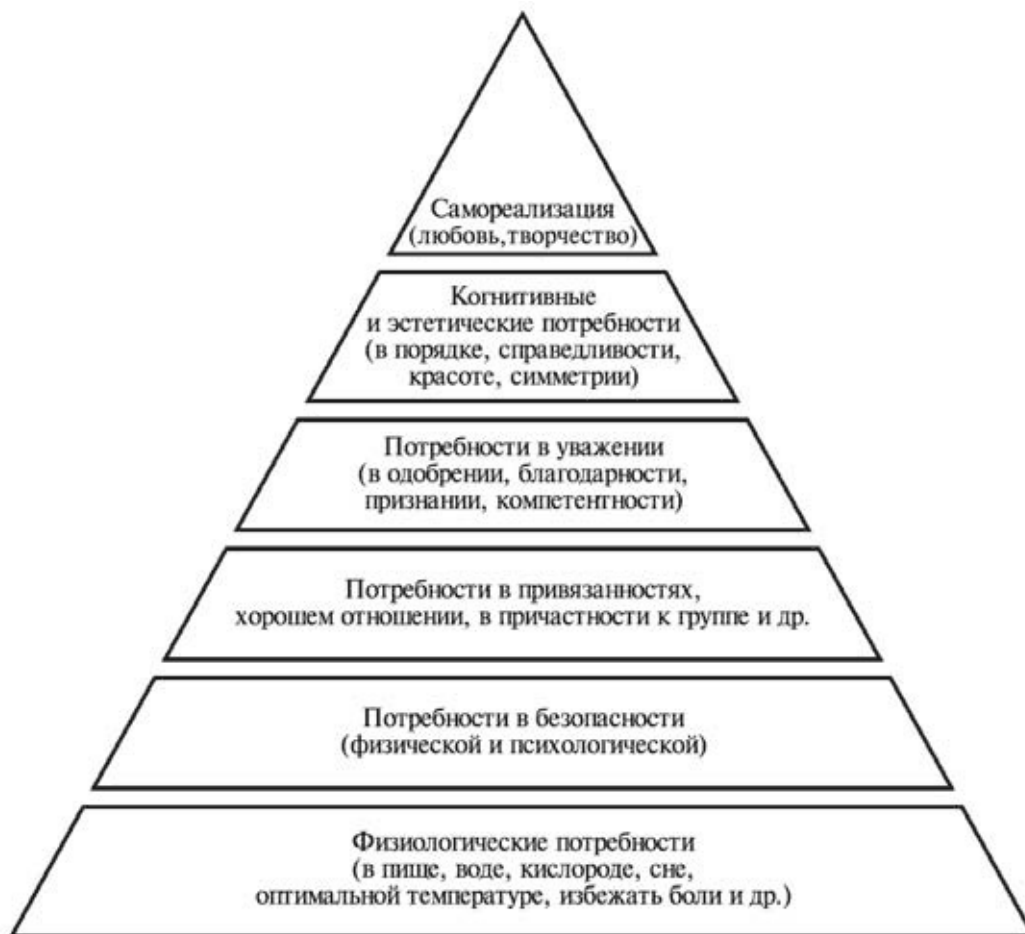 Самореализация
(любовь,творчество)
Когнитивные
и эстетические потребности
(в порядке, справедливости,
красоте, симметрии)
Потребности в уважении
(в одобрении, благодарности,
признании, компетентности)
Потребности в привязанностях,
хорошем отношении, в причастности к группе и др.
Потребности в безопасности
(физической и психологической)
Физиологические потребности
(в пище, воде, кислороде, сне,
оптимальной температуре, избежать боли и др.)